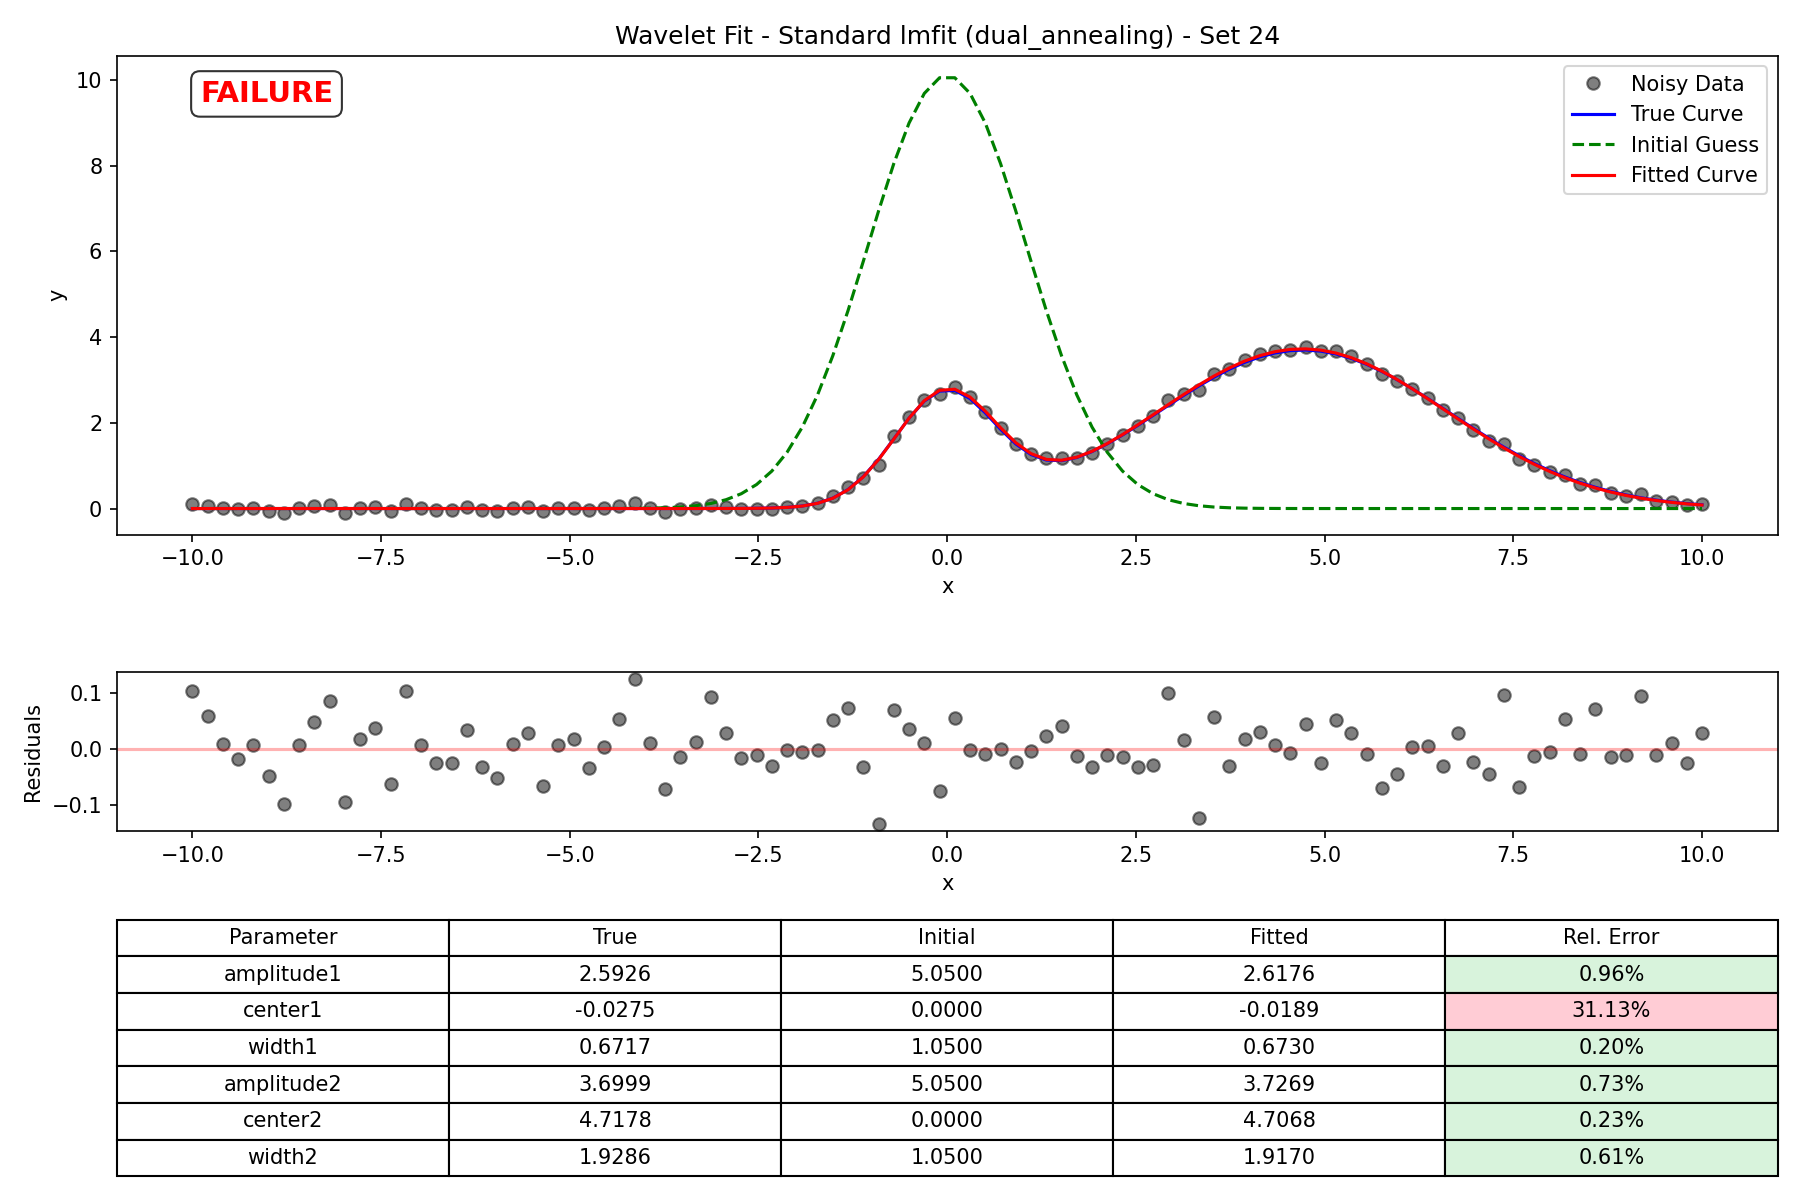 Wavelet Fit - Standard lmfit (dual_annealing) - Set 24
FAILURE
Noisy Data
True Curve
Initial Guess
Fitted Curve
y
10
8
6
4
2
0
−10.0 −7.5 −5.0 −2.5 0.0 2.5 5.0 7.5 10.0
x
Residuals
0.1
0.0
−0.1
−10.0 −7.5 −5.0 −2.5 0.0 2.5 5.0 7.5 10.0
x
Parameter True Initial Fitted Rel. Error
amplitude1 2.5926 5.0500 2.6176 0.96%
center1 -0.0275 0.0000 -0.0189 31.13%
width1 0.6717 1.0500 0.6730 0.20%
amplitude2 3.6999 5.0500 3.7269 0.73%
center2 4.7178 0.0000 4.7068 0.23%
width2 1.9286 1.0500 1.9170 0.61%